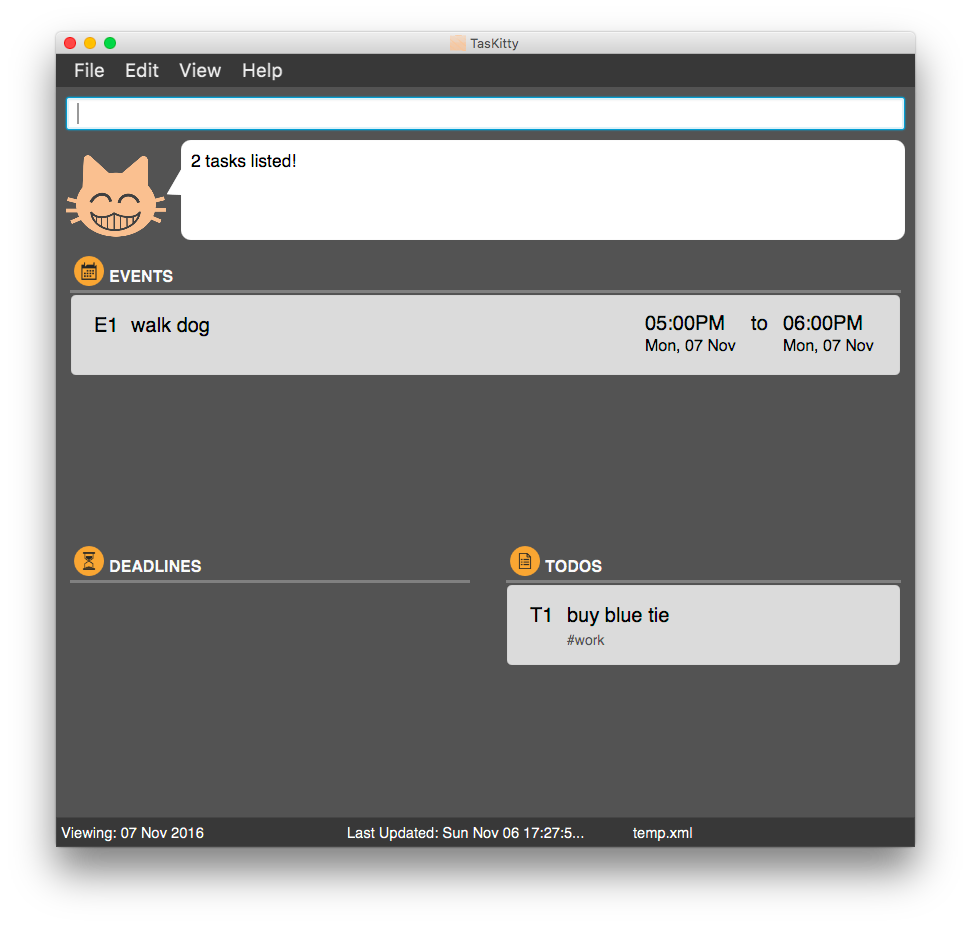 TasKitty
File Edit View Help
2 tasks listed!
EVENTS
E1 walk dog 05:00PM to 06:00PM
Mon, 07 Nov Mon, 07 Nov
DEADLINES
TODOS
T1 buy blue tie
#work
Viewing: 07 Nov 2016 Last Updated: Sun Nov 06 17:27:5... temp.xml